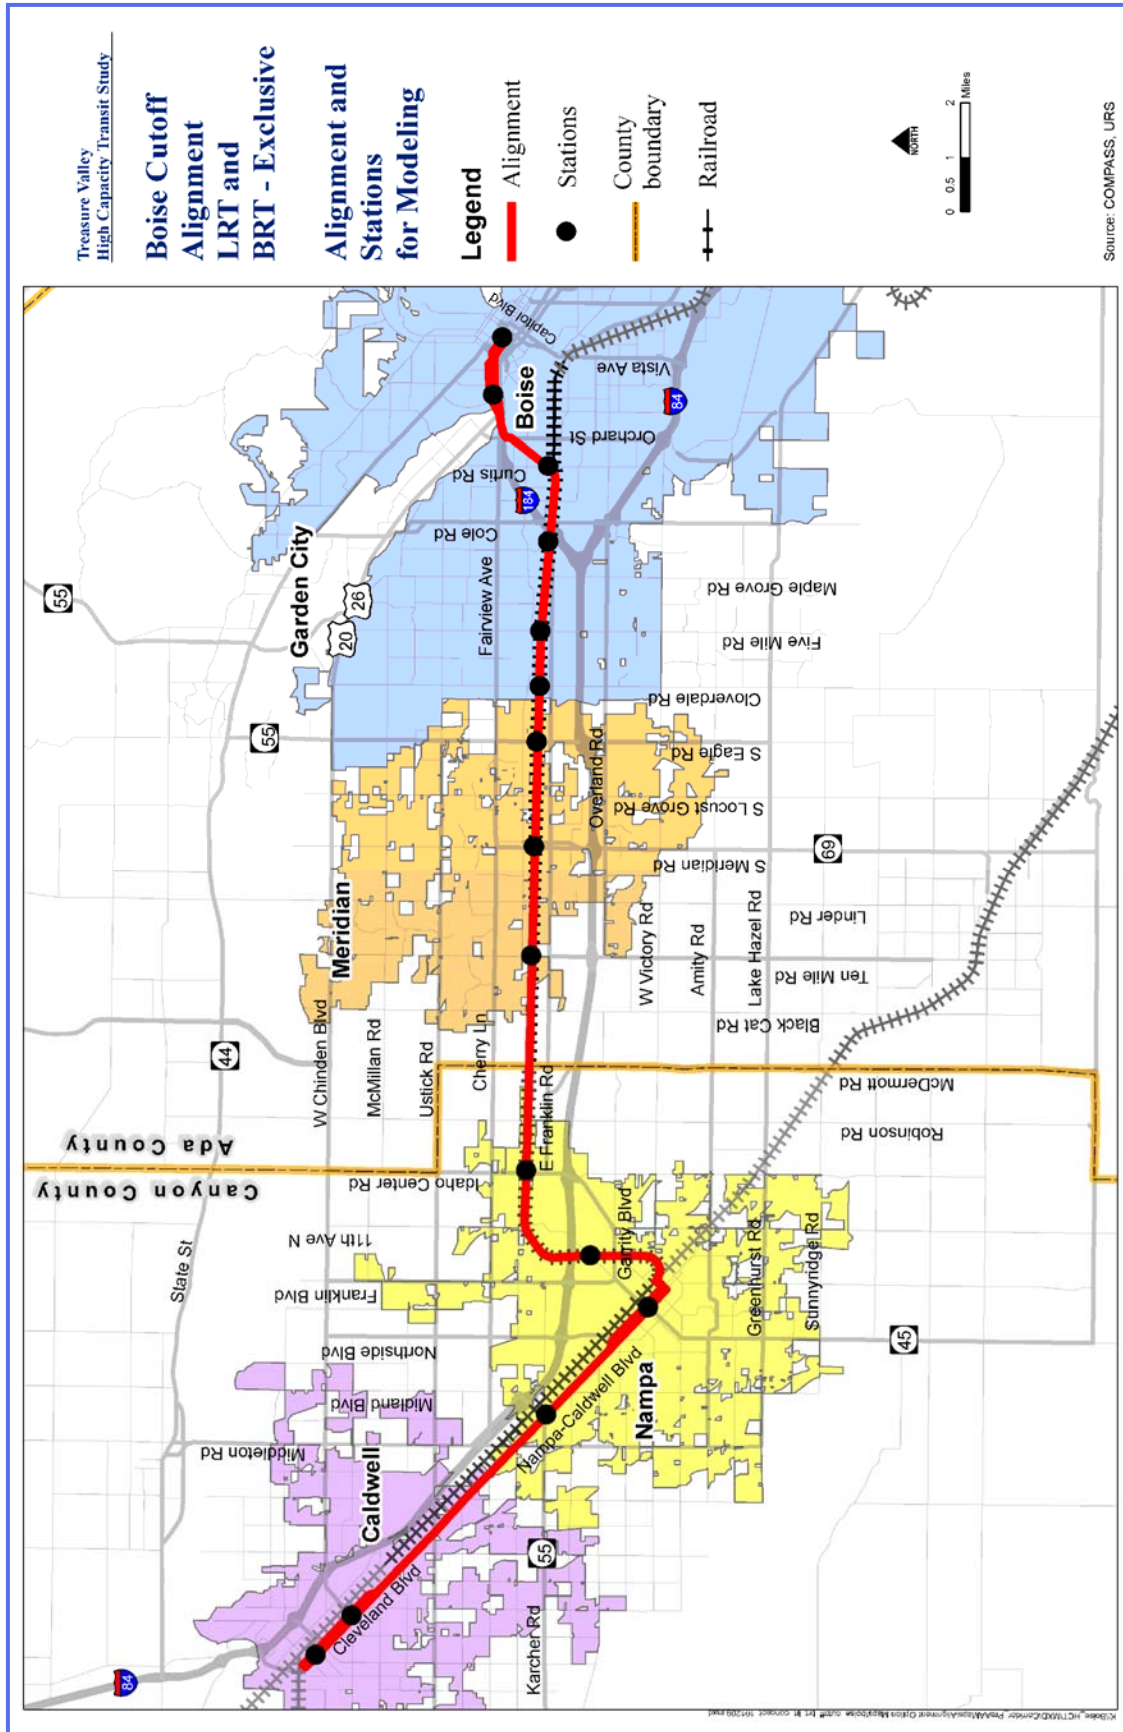 Treasure Valley
High Capacity Transit Study
Boise Cutoff
Alignment
LRT and
BRT - Exclusive
Alignment and
Stations
for Modeling
Legend
Alignment
Stations
County
boundary
Railroad
NORTH
0 0.5 1 2
Miles
Source: COMPASS, URS
Canyon County
Ada County
Garden City
Boise
Meridian
Caldwell
Nampa
84
55
44
55
20
26
184
84
69
45
55
State St
W Chinden Blvd
McMillan Rd
Ustick Rd
Cherry Ln
Fairview Ave
E Franklin Rd
Overland Rd
W Victory Rd
Amity Rd
Lake Hazel Rd
Greenhurst Rd
Sunnyridge Rd
Garrity Blvd
Nampa-Caldwell Blvd
Cleveland Blvd
Karcher Rd
Middleton Rd
Midland Blvd
Northside Blvd
Franklin Blvd
11th Ave N
Idaho Center Rd
Robinson Rd
McDermott Rd
Black Cat Rd
Ten Mile Rd
Linder Rd
S Meridian Rd
S Locust Grove Rd
S Eagle Rd
Cloverdale Rd
Five Mile Rd
Maple Grove Rd
Cole Rd
Curtis Rd
Orchard St
Vista Ave
Capitol Blvd